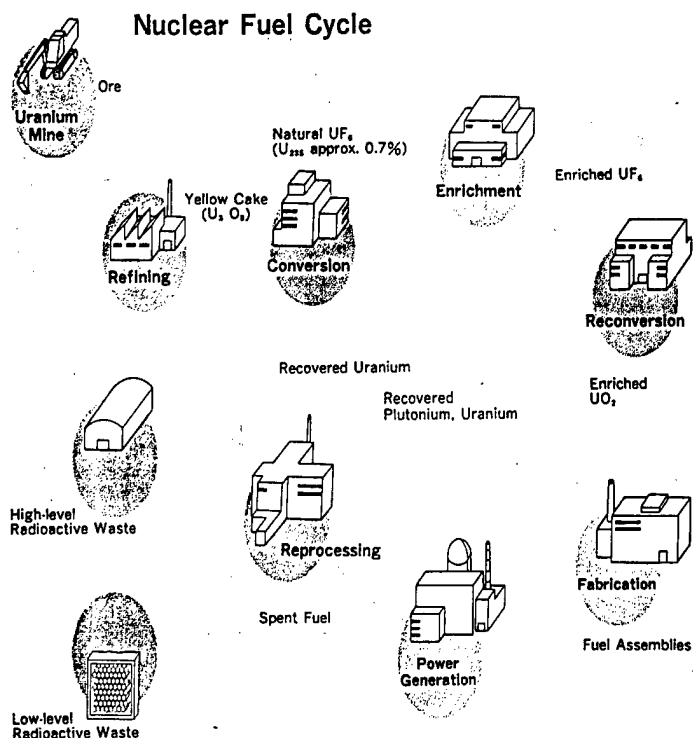 Nuclear Fuel Cycle
Ore
Uranium
Mine
Natural UF₆
(U₂₃₅ approx. 0.7%)
Enrichment
Enriched UF₆
Yellow Cake
(U₃ O₈)
Refining
Conversion
Reconversion
Recovered Uranium
Enriched
UO₂
Recovered
Plutonium, Uranium
High-level
Radioactive Waste
Reprocessing
Fabrication
Spent Fuel
Fuel Assemblies
Power
Generation
Low-level
Radioactive Waste